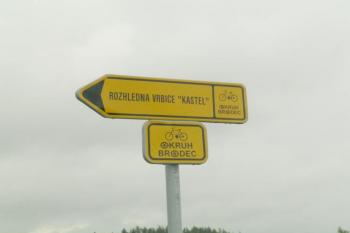 ROZHLEDNA VRBICE "KASTEL"
OKRUH
BRODEC
OKRUH
BRODEC